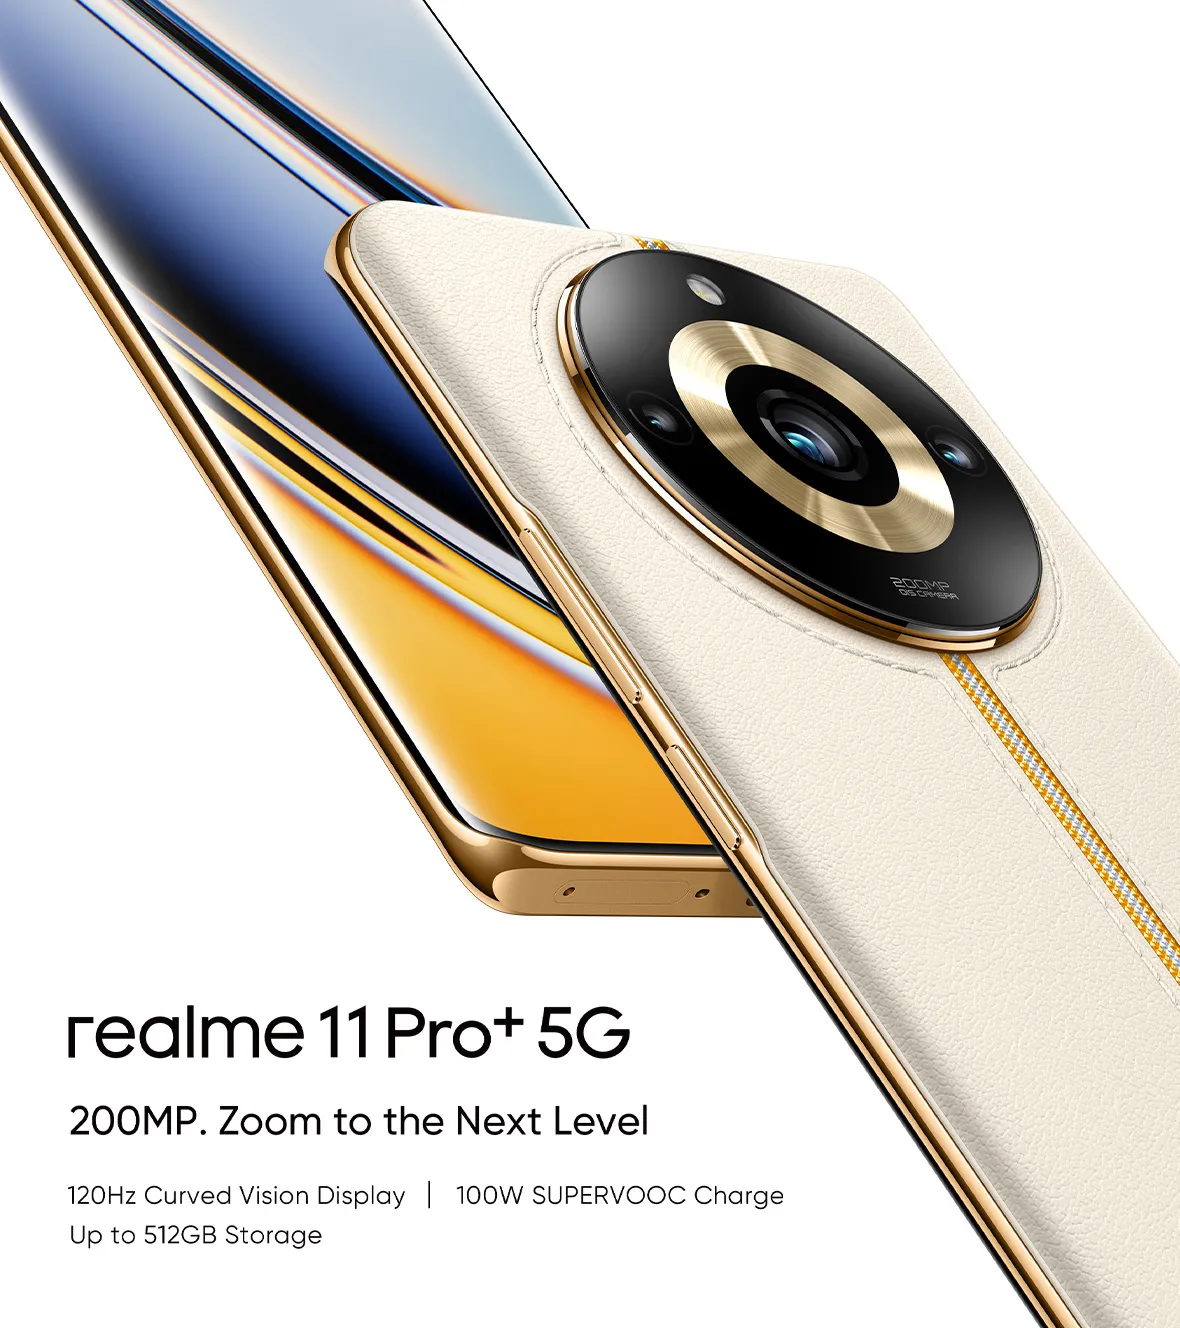 200MP
OIS CAMERA
realme 11 Pro+ 5G
200MP. Zoom to the Next Level
120Hz Curved Vision Display | 100W SUPERVOOC Charge
Up to 512GB Storage